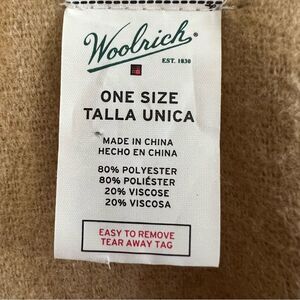 Woolrich®
EST. 1830
ONE SIZE
TALLA UNICA
MADE IN CHINA
HECHO EN CHINA
80% POLYESTER
80% POLIÉSTER
20% VISCOSE
20% VISCOSA
EASY TO REMOVE
TEAR AWAY TAG